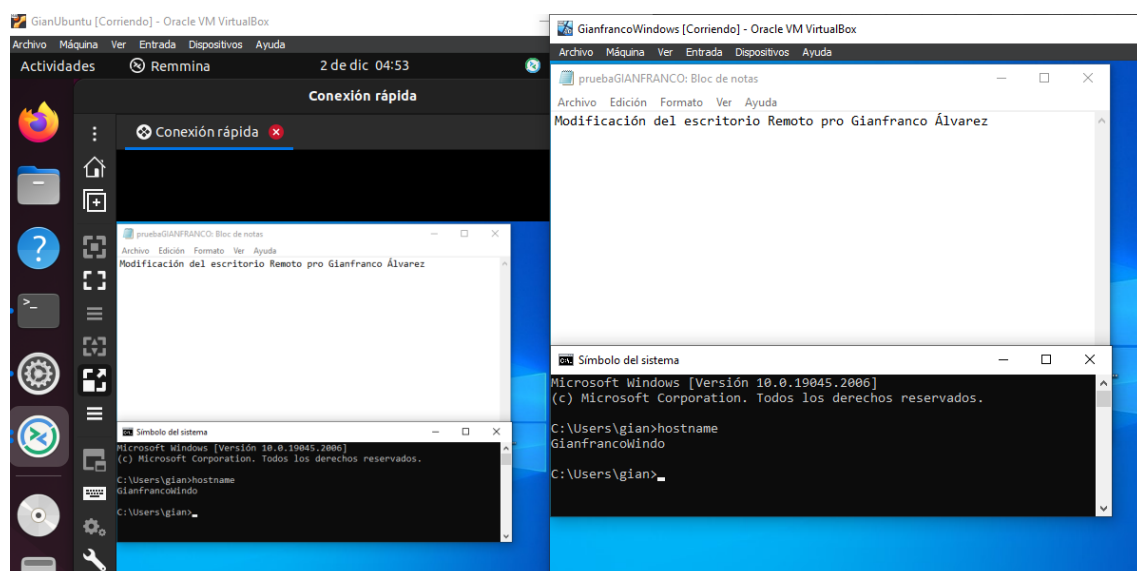 GianUbuntu [Corriendo] - Oracle VM VirtualBox
Archivo Máquina Ver Entrada Dispositivos Ayuda
Actividades Remmina 2 de dic 04:53
Conexión rápida
Conexión rápida
pruebaGIANFRANCO: Bloc de notas
Archivo Edición Formato Ver Ayuda
Modificación del escritorio Remoto pro Gianfranco Álvarez
Símbolo del sistema
Microsoft Windows [Versión 10.0.19045.2006]
(c) Microsoft Corporation. Todos los derechos reservados.
C:\Users\gian>hostname
GianfrancoWindo
C:\Users\gian>
GianfrancoWindows [Corriendo] - Oracle VM VirtualBox
Archivo Máquina Ver Entrada Dispositivos Ayuda
pruebaGIANFRANCO: Bloc de notas
Archivo Edición Formato Ver Ayuda
Modificación del escritorio Remoto pro Gianfranco Álvarez
Símbolo del sistema
Microsoft Windows [Versión 10.0.19045.2006]
(c) Microsoft Corporation. Todos los derechos reservados.
C:\Users\gian>hostname
GianfrancoWindo
C:\Users\gian>